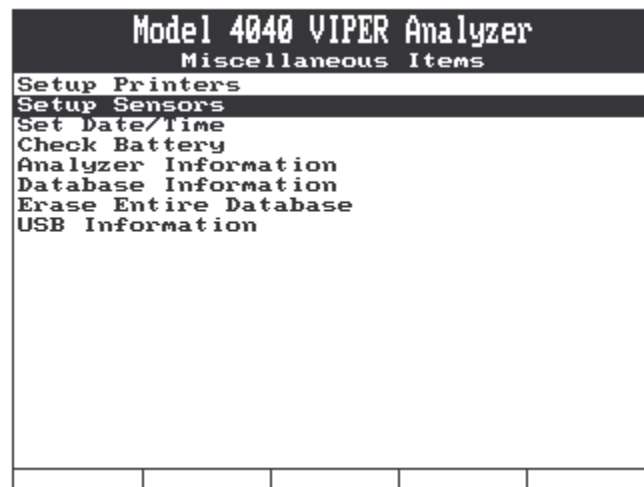 Model 4040 VIPER Analyzer
Miscellaneous Items
Setup Printers
Setup Sensors
Set Date/Time
Check Battery
Analyzer Information
Database Information
Erase Entire Database
USB Information